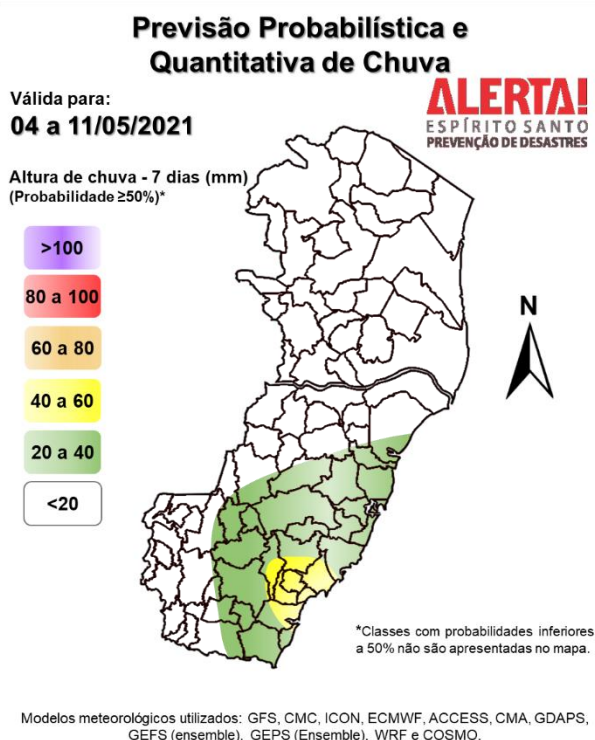 Previsão Probabilística e
Quantitativa de Chuva
Válida para:
04 a 11/05/2021
ALERTA!
ESPÍRITO SANTO
PREVENÇÃO DE DESASTRES
Altura de chuva - 7 dias (mm)
(Probabilidade ≥50%)*
>100
80 a 100
60 a 80
40 a 60
20 a 40
<20
N
*Classes com probabilidades inferiores
a 50% não são apresentadas no mapa.
Modelos meteorológicos utilizados: GFS, CMC, ICON, ECMWF, ACCESS, CMA, GDAPS,
GEFS (ensemble), GEPS (Ensemble), WRF e COSMO.